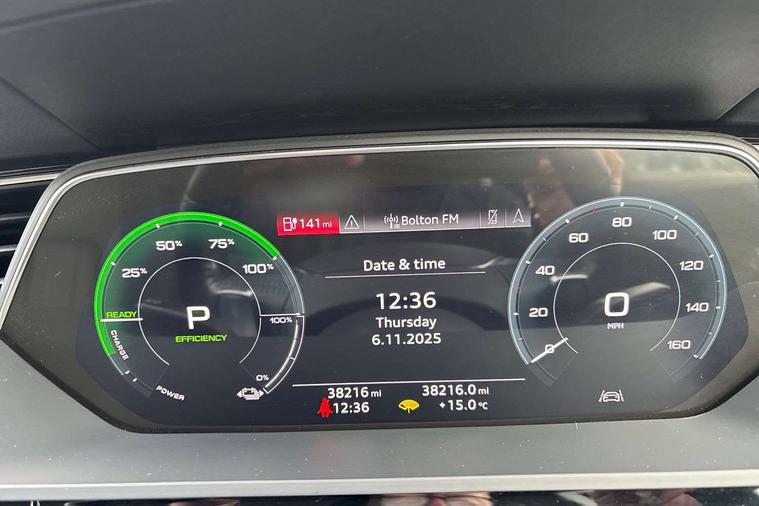 141 mi
Bolton FM
Date & time
12:36
Thursday
6.11.2025
38216 mi
38216.0 mi
12:36
+15.0 °C
25%
50%
75%
100%
READY
P
EFFICIENCY
CHARGE
POWER
100%
0%
0
20
40
60
80
100
120
140
160
0
MPH